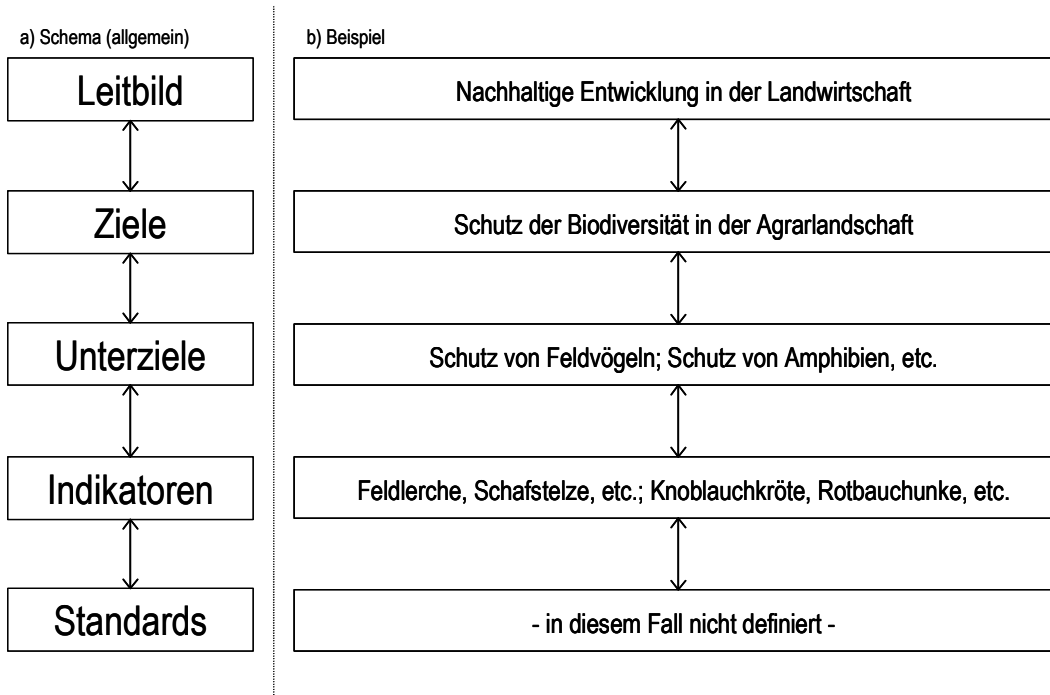 a) Schema (allgemein)
Leitbild
Ziele
Unterziele
Indikatoren
Standards
b) Beispiel
Nachhaltige Entwicklung in der Landwirtschaft
Schutz der Biodiversität in der Agrarlandschaft
Schutz von Feldvögeln; Schutz von Amphibien, etc.
Feldlerche, Schafstelze, etc.; Knoblauchkröte, Rotbauchunke, etc.
- in diesem Fall nicht definiert -